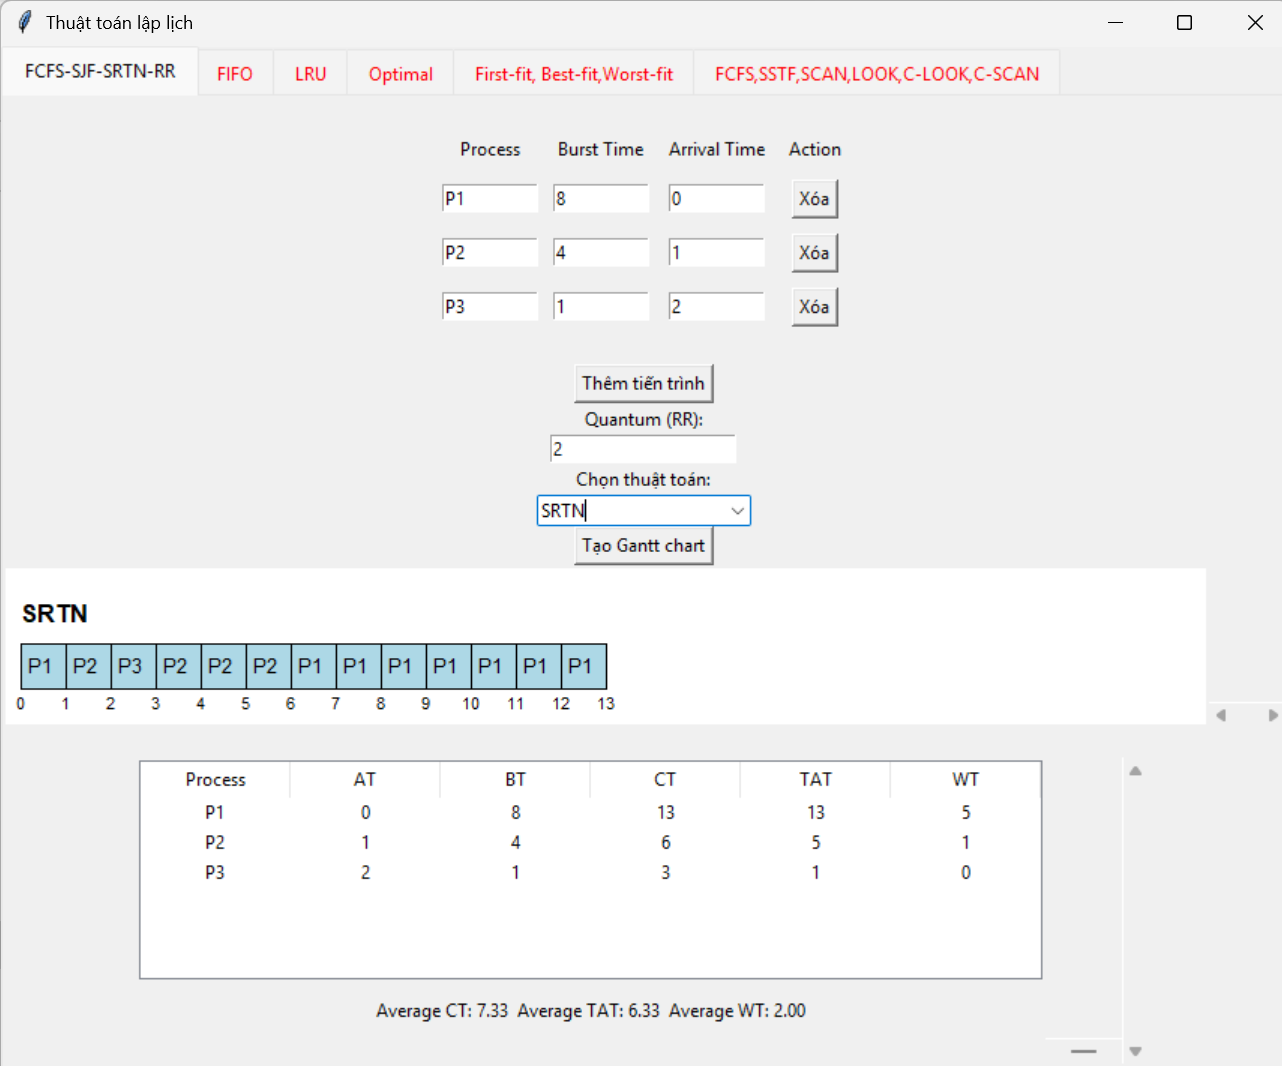 Thuật toán lập lịch
FCFS-SJF-SRTN-RR FIFO LRU Optimal First-fit, Best-fit,Worst-fit FCFS,SSTF,SCAN,LOOK,C-LOOK,C-SCAN
Process Burst Time Arrival Time Action
P1 8 0 Xóa
P2 4 1 Xóa
P3 1 2 Xóa
Thêm tiến trình
Quantum (RR):
2
Chọn thuật toán:
SRTN
Tạo Gantt chart
SRTN
P1 P2 P3 P2 P2 P2 P1 P1 P1 P1 P1 P1 P1
0 1 2 3 4 5 6 7 8 9 10 11 12 13
Process AT BT CT TAT WT
P1 0 8 13 13 5
P2 1 4 6 5 1
P3 2 1 3 1 0
Average CT: 7.33 Average TAT: 6.33 Average WT: 2.00